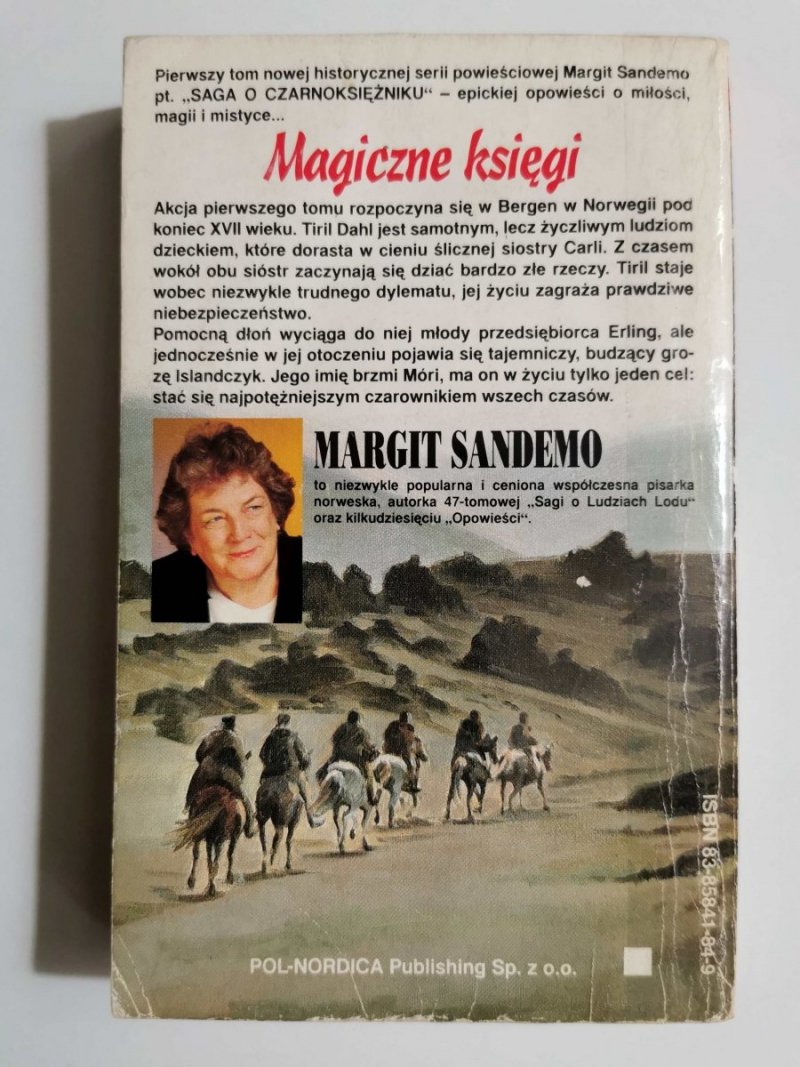 Pierwszy tom nowej historycznej serii powieściowej Margit Sandemo
pt. „SAGA O CZARNOKSIĘŻNIKU“ – epickiej opowieści o miłości,
magii i mistyce...
Magiczne księgi
Akcja pierwszego tomu rozpoczyna się w Bergen w Norwegii pod
koniec XVII wieku. Tiril Dahl jest samotnym, lecz życzliwym ludziom
dzieckiem, które dorasta w cieniu ślicznej siostry Carli. Z czasem
wokół obu sióstr zaczynają się dziać bardzo złe rzeczy. Tiril staje
wobec niezwykle trudnego dylematu, jej życiu zagraża prawdziwe
niebezpieczeństwo.
Pomocną dłoń wyciąga do niej młody przedsiębiorca Erling, ale
jednocześnie w jej otoczeniu pojawia się tajemniczy, budzący gro-
zę Islandczyk. Jego imię brzmi Móri, ma on w życiu tylko jeden cel:
stać się najpotężniejszym czarownikiem wszech czasów.
MARGIT SANDEMO
to niezwykle popularna i ceniona współczesna pisarka
norweska, autorka 47-tomowej „Sagi o Ludziach Lodu“
oraz kilkudziesięciu „Opowieści“.
ISBN 83-85841-84-9
POL-NORDICA Publishing Sp. z o.o.